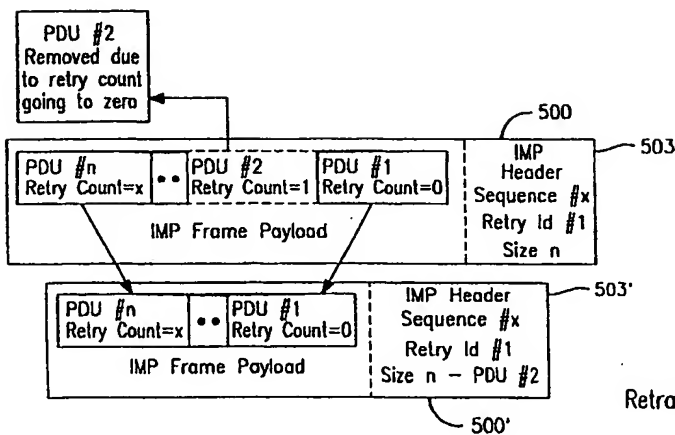 PDU #2
Removed due
to retry count
going to zero
500
503
PDU #n
Retry Count=x
PDU #2
Retry Count=1
PDU #1
Retry Count=0
IMP Frame Payload
IMP
Header
Sequence #x
Retry Id #1
Size n
503'
PDU #n
Retry Count=x
PDU #1
Retry Count=0
IMP Frame Payload
IMP Header
Sequence #x
Retry Id #1
Size n – PDU #2
500'
Retra